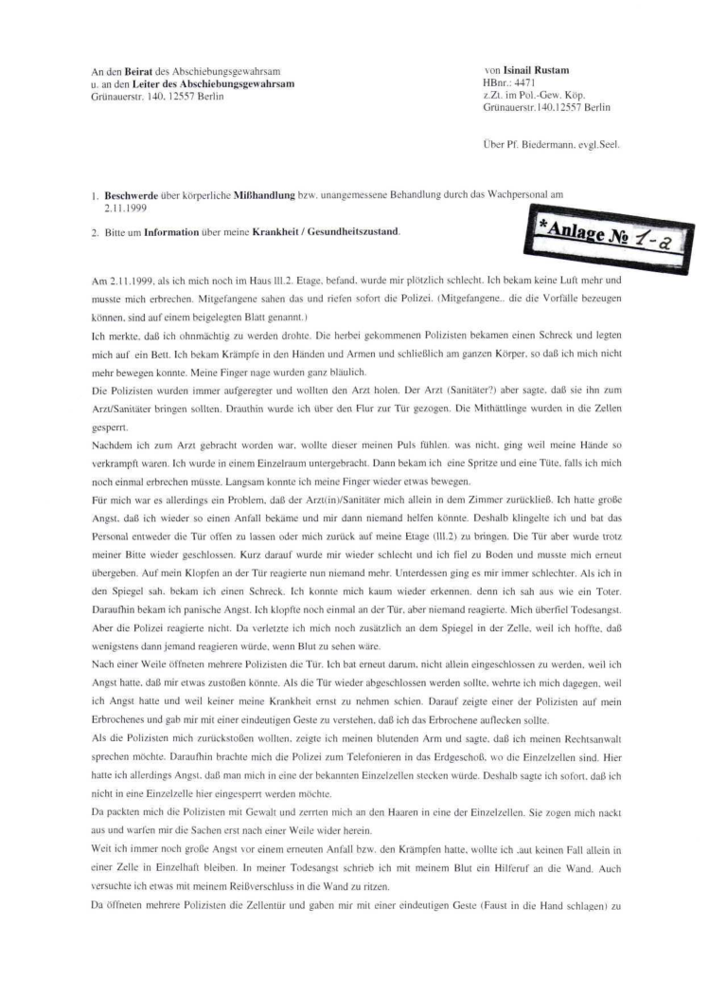 An den Beirat des Abschiebungsgewahrsam
u. an den Leiter des Abschiebungsgewahrsam
Grünauerstr. 140, 12557 Berlin
von Isinail Rustam
HBnr.: 4471
z.Zt. im Pol.-Gew. Köp.
Grünauerstr.140,12557 Berlin
Über Pf. Biedermann, evgl.Seel.
1. Beschwerde über körperliche Mißhandlung bzw. unangemessene Behandlung durch das Wachpersonal am
2.11.1999
2. Bitte um Information über meine Krankheit / Gesundheitszustand.
*Anlage № 1-2
Am 2.11.1999, als ich mich noch im Haus lll.2. Etage, befand, wurde mir plötzlich schlecht. Ich bekam keine Luft mehr und
musste mich erbrechen. Mitgefangene sahen das und riefen sofort die Polizei. (Mitgefangene.. die die Vorfälle bezeugen
können, sind auf einem beigelegten Blatt genannt.)
Ich merkte, daß ich ohnmächtig zu werden drohte. Die herbei gekommenen Polizisten bekamen einen Schreck und legten
mich auf ein Bett. Ich bekam Krämpfe in den Händen und Armen und schließlich am ganzen Körper, so daß ich mich nicht
mehr bewegen konnte. Meine Finger nage wurden ganz bläulich.
Die Polizisten wurden immer aufgeregter und wollten den Arzt holen. Der Arzt (Sanitäter?) aber sagte, daß sie ihn zum
Arzt/Sanitäter bringen sollten. Drauthin wurde ich über den Flur zur Tür gezogen. Die Mithättlinge wurden in die Zellen
gesperrt.
Nachdem ich zum Arzt gebracht worden war, wollte dieser meinen Puls fühlen. was nicht, ging weil meine Hände so
verkrampft waren. Ich wurde in einem Einzelraum untergebracht. Dann bekam ich eine Spritze und eine Tüte, falls ich mich
noch einmal erbrechen müsste. Langsam konnte ich meine Finger wieder etwas bewegen.
Für mich war es allerdings ein Problem, daß der Arzt(in)/Sanitäter mich allein in dem Zimmer zurückließ. Ich hatte große
Angst, daß ich wieder so einen Anfall bekäme und mir dann niemand helfen könnte. Deshalb klingelte ich und bat das
Personal entweder die Tür offen zu lassen oder mich zurück auf meine Etage (lll.2) zu bringen. Die Tür aber wurde trotz
meiner Bitte wieder geschlossen. Kurz darauf wurde mir wieder schlecht und ich fiel zu Boden und musste mich erneut
übergeben. Auf mein Klopfen an der Tür reagierte nun niemand mehr. Unterdessen ging es mir immer schlechter. Als ich in
den Spiegel sah, bekam ich einen Schreck. Ich konnte mich kaum wieder erkennen, denn ich sah aus wie ein Toter.
Daraufhin bekam ich panische Angst. Ich klopfte noch einmal an der Tür, aber niemand reagierte. Mich überfiel Todesangst.
Aber die Polizei reagierte nicht. Da verletzte ich mich noch zusätzlich an dem Spiegel in der Zelle, weil ich hoffte, daß
wenigstens dann jemand reagieren würde, wenn Blut zu sehen wäre.
Nach einer Weile öffneten mehrere Polizisten die Tür. Ich bat erneut darum, nicht allein eingeschlossen zu werden, weil ich
Angst hatte, daß mir etwas zustoßen könnte. Als die Tür wieder abgeschlossen werden sollte, wehrte ich mich dagegen, weil
ich Angst hatte und weil keiner meine Krankheit ernst zu nehmen schien. Darauf zeigte einer der Polizisten auf mein
Erbrochenes und gab mir mit einer eindeutigen Geste zu verstehen, daß ich das Erbrochene auflecken sollte.
Als die Polizisten mich zurückstoßen wollten, zeigte ich meinen blutenden Arm und sagte, daß ich meinen Rechtsanwalt
sprechen möchte. Daraufhin brachte mich die Polizei zum Telefonieren in das Erdgeschoß, wo die Einzelzellen sind. Hier
hatte ich allerdings Angst, daß man mich in eine der bekannten Einzelzellen stecken würde. Deshalb sagte ich sofort, daß ich
nicht in eine Einzelzelle hier eingesperrt werden möchte.
Da packten mich die Polizisten mit Gewalt und zerrten mich an den Haaren in eine der Einzelzellen. Sie zogen mich nackt
aus und warfen mir die Sachen erst nach einer Weile wider herein.
Weit ich immer noch große Angst vor einem erneuten Anfall bzw. den Krämpfen hatte, wollte ich ,aut keinen Fall allein in
einer Zelle in Einzelhaft bleiben. In meiner Todesangst schrieb ich mit meinem Blut ein Hilferuf an die Wand. Auch
versuchte ich etwas mit meinem Reißverschluss in die Wand zu ritzen.
Da öffneten mehrere Polizisten die Zellentür und gaben mir mit einer eindeutigen Geste (Faust in die Hand schlagen) zu